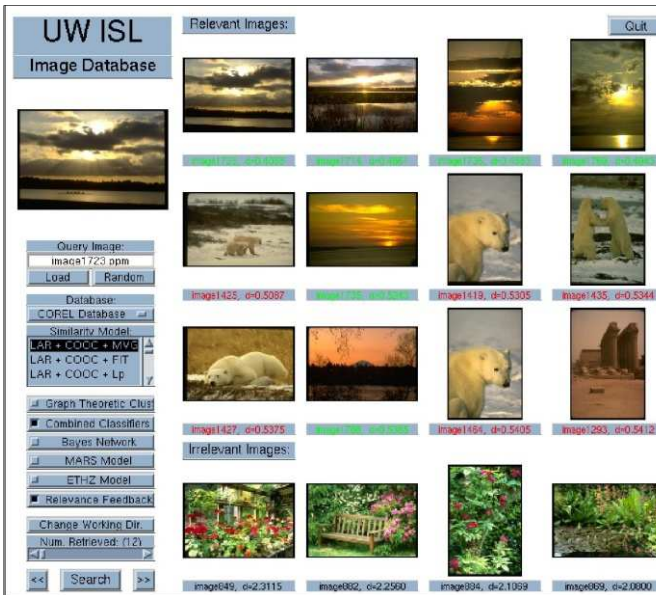 UW ISL
Image Database
Relevant Images:
Quit
Query Image:
image1723.ppm
Load
Random
Database:
COREL Database
Similarity Model:
LAR + COOC + MVG
LAR + COOC + FIT
LAR + COOC + Lp
Graph Theoretic Clust
Combined Classifiers
Bayes Network
MARS Model
ETHZ Model
Relevance Feedback
Change Working Dir.
Num. Retrieved: (12)
<<
Search
>>
image1425, d=0.5087
image1419, d=0.5305
image1435, d=0.5344
image1427, d=0.5375
image1464, d=0.5405
image1293, d=0.5412
Irrelevant Images:
image849, d=2.3115
image882, d=2.2560
image884, d=2.1069
image869, d=2.0800